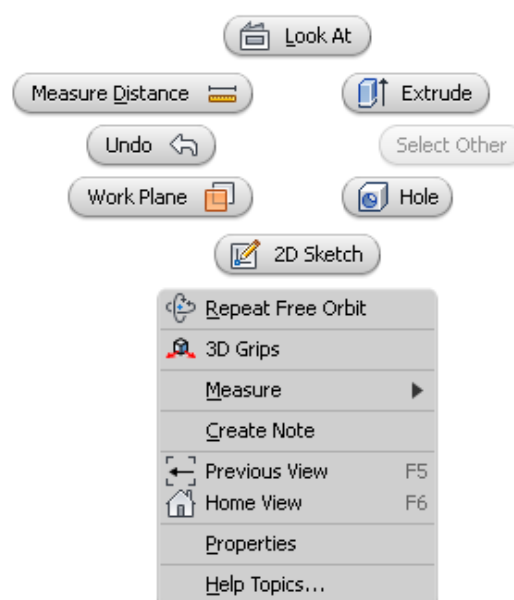 Look At
Measure Distance
Extrude
Undo
Select Other
Work Plane
Hole
2D Sketch
Repeat Free Orbit
3D Grips
Measure
Create Note
Previous View F5
Home View F6
Properties
Help Topics...